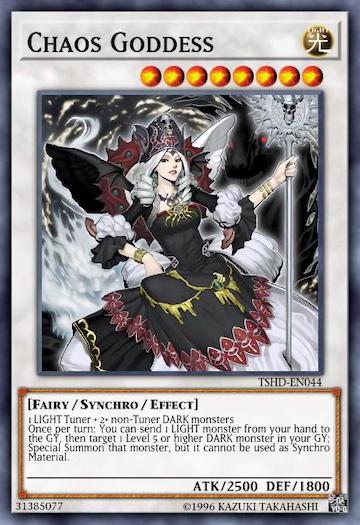 CHAOS GODDESS
LIGHT
光
TSHD-EN044
[FAIRY / SYNCHRO / EFFECT]
1 LIGHT Tuner + 2+ non-Tuner DARK monsters
Once per turn: You can send 1 LIGHT monster from your hand to
the GY, then target 1 Level 5 or higher DARK monster in your GY;
Special Summon that monster, but it cannot be used as Synchro
Material.
ATK/2500 DEF/1800
31385077
©1996 KAZUKI TAKAHASHI